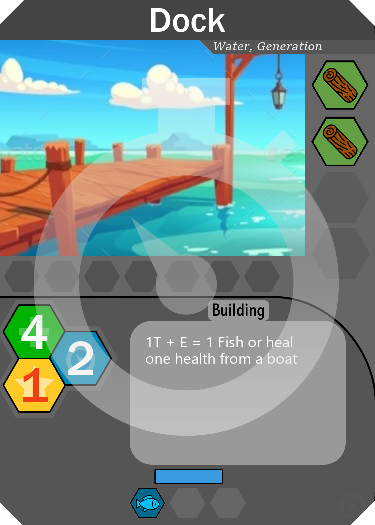 Dock
Water, Generation
Building
4
2
1
1T + E = 1 Fish or heal
one health from a boat